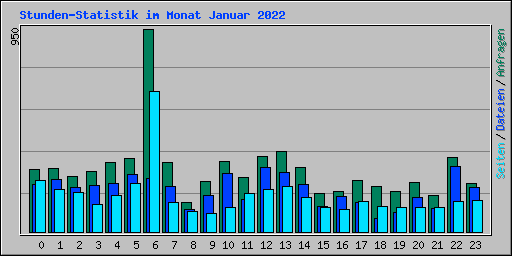 Stunden-Statistik im Monat Januar 2022
950
Seiten / Dateien / Anfragen
0 1 2 3 4 5 6 7 8 9 10 11 12 13 14 15 16 17 18 19 20 21 22 23